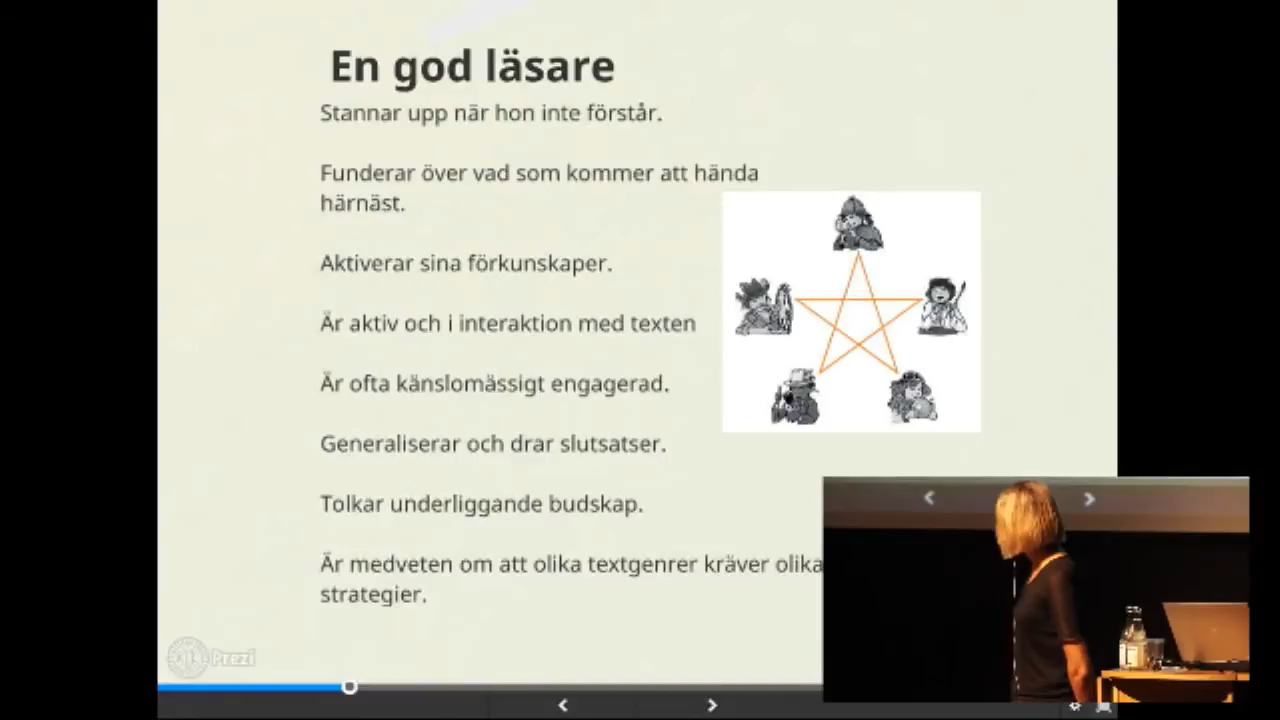 En god läsare
Stannar upp när hon inte förstår.
Funderar över vad som kommer att hända
härnäst.
Aktiverar sina förkunskaper.
Är aktiv och i interaktion med texten
Är ofta känslomässigt engagerad.
Generaliserar och drar slutsatser.
Tolkar underliggande budskap.
Är medveten om att olika textgenrer kräver olika
strategier.
Prezi